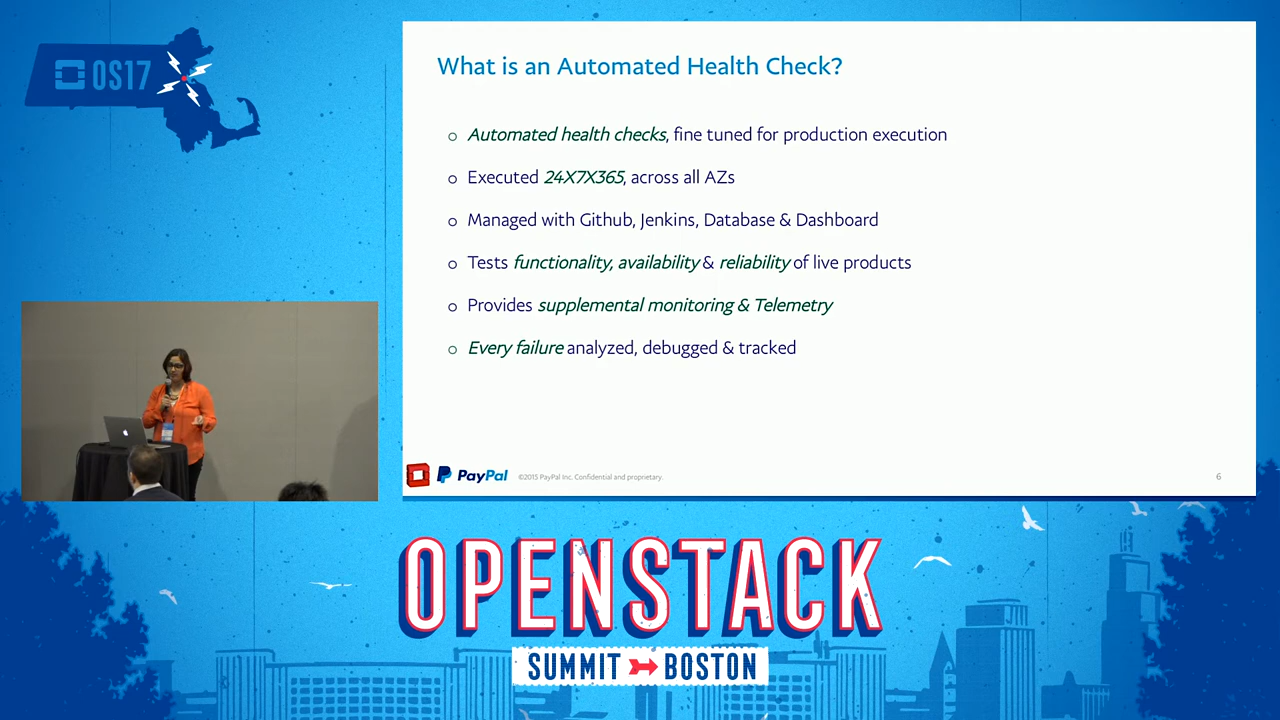 OS17
What is an Automated Health Check?
Automated health checks, fine tuned for production execution
Executed 24X7X365, across all AZs
Managed with Github, Jenkins, Database & Dashboard
Tests functionality, availability & reliability of live products
Provides supplemental monitoring & Telemetry
Every failure analyzed, debugged & tracked
PayPal ©2015 PayPal Inc. Confidential and proprietary. 6
OPENSTACK
SUMMIT BOSTON